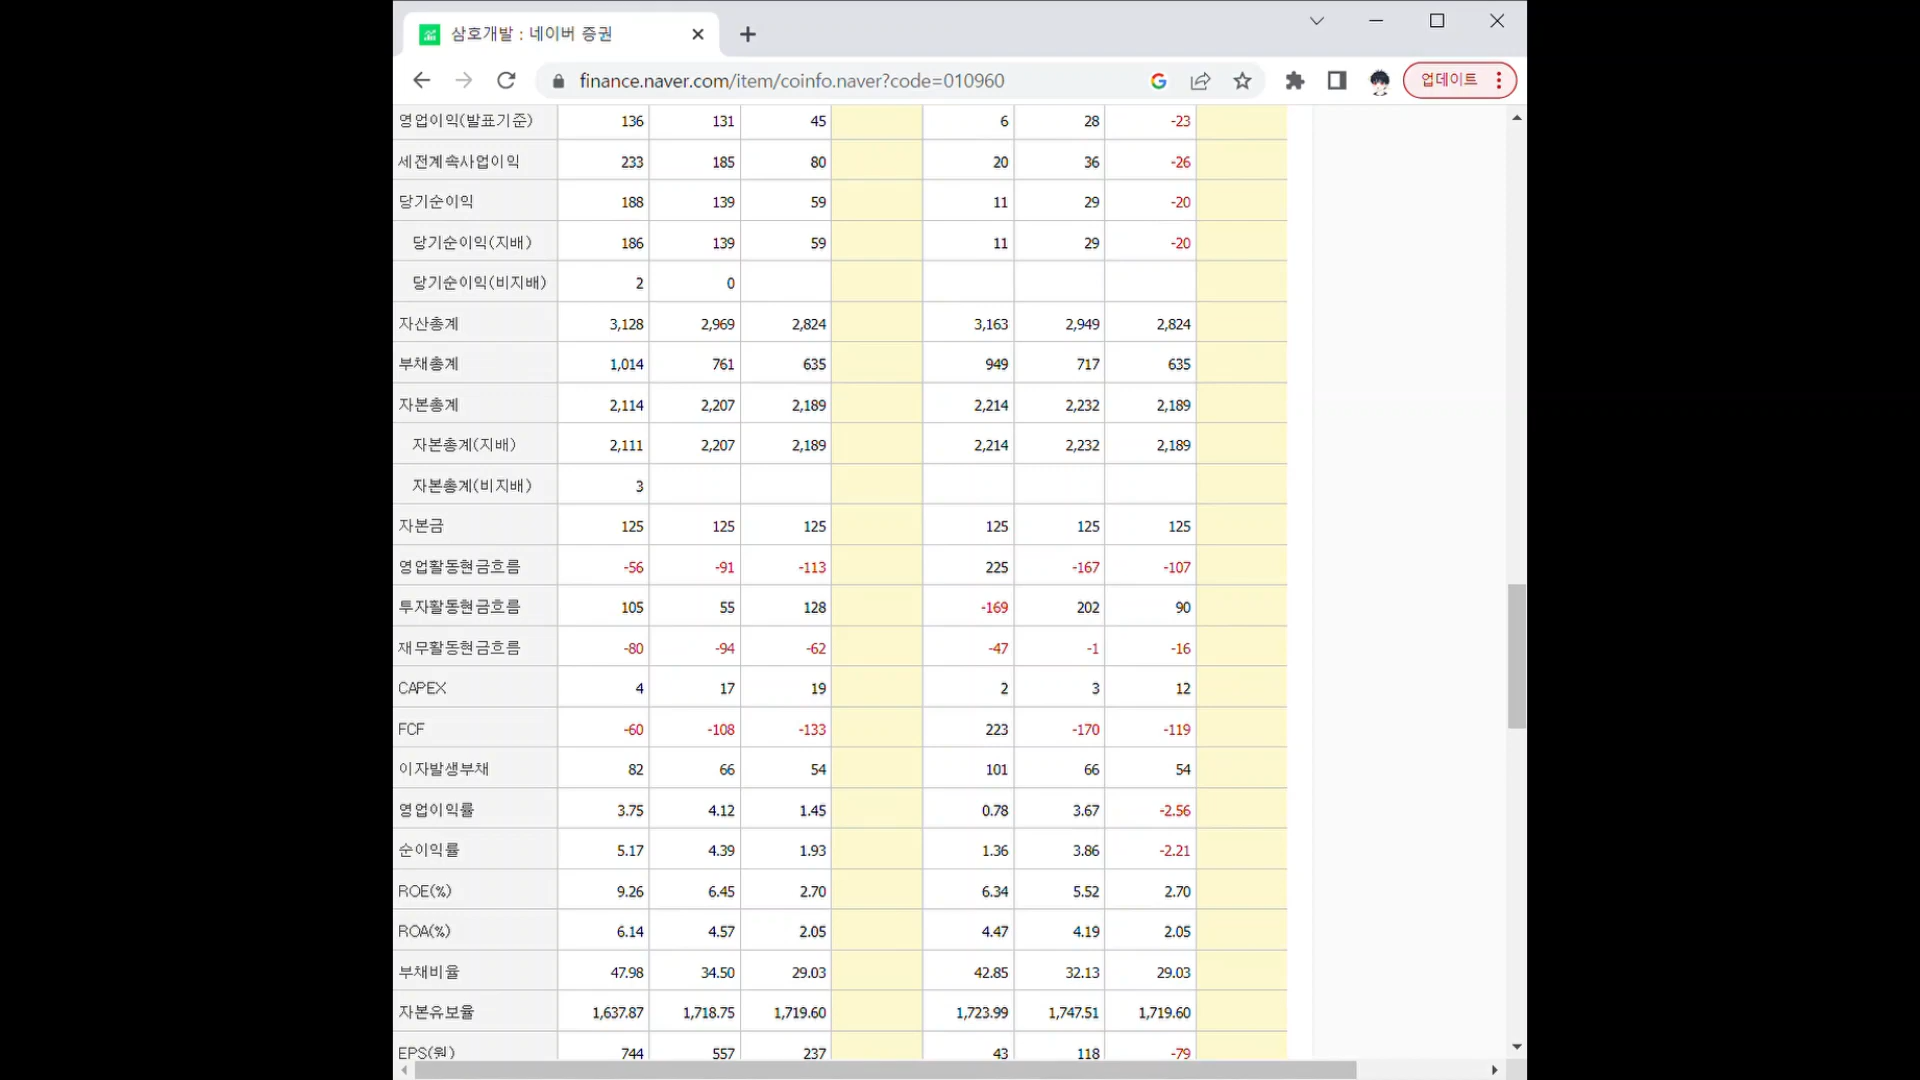 삼호개발 : 네이버 증권
finance.naver.com/item/coinfo.naver?code=010960
업데이트
영업이익(발표기준) 136 131 45 6 28 -23
세전계속사업이익 233 185 80 20 36 -26
당기순이익 188 139 59 11 29 -20
당기순이익(지배) 186 139 59 11 29 -20
당기순이익(비지배) 2 0
자산총계 3,128 2,969 2,824 3,163 2,949 2,824
부채총계 1,014 761 635 949 717 635
자본총계 2,114 2,207 2,189 2,214 2,232 2,189
자본총계(지배) 2,111 2,207 2,189 2,214 2,232 2,189
자본총계(비지배) 3
자본금 125 125 125 125 125 125
영업활동현금흐름 -56 -91 -113 225 -167 -107
투자활동현금흐름 105 55 128 -169 202 90
재무활동현금흐름 -80 -94 -62 -47 -1 -16
CAPEX 4 17 19 2 3 12
FCF -60 -108 -133 223 -170 -119
이자발생부채 82 66 54 101 66 54
영업이익률 3.75 4.12 1.45 0.78 3.67 -2.56
순이익률 5.17 4.39 1.93 1.36 3.86 -2.21
ROE(%) 9.26 6.45 2.70 6.34 5.52 2.70
ROA(%) 6.14 4.57 2.05 4.47 4.19 2.05
부채비율 47.98 34.50 29.03 42.85 32.13 29.03
자본유보율 1,637.87 1,718.75 1,719.60 1,723.99 1,747.51 1,719.60
EPS(원) 744 557 237 43 118 -79